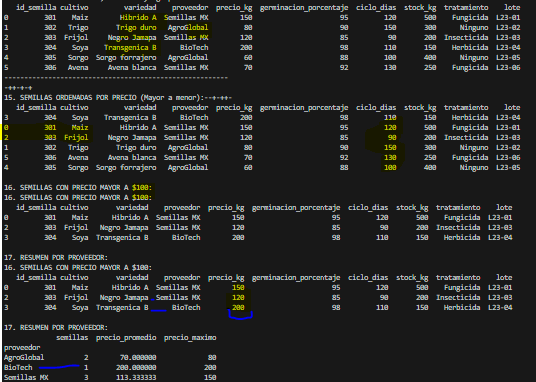 id_semilla cultivo variedad proveedor precio_kg germinacion_porcentaje ciclo_dias stock_kg tratamiento lote
0 301 Maiz Hibrido A Semillas MX 150 95 120 500 Fungicida L23-01
1 302 Trigo Trigo duro AgroGlobal 80 90 150 300 Ninguno L23-02
2 303 Frijol Negro Jamapa Semillas MX 120 85 90 200 Insecticida L23-03
3 304 Soya Transgenica B BioTech 200 98 110 150 Herbicida L23-04
4 305 Sorgo Sorgo forrajero AgroGlobal 60 88 100 400 Ninguno L23-05
5 306 Avena Avena blanca Semillas MX 70 92 130 250 Fungicida L23-06
--------------------------------------------------------
-++-+-+
15. SEMILLAS ORDENADAS POR PRECIO (Mayor a menor):--+-++-
id_semilla cultivo variedad proveedor precio_kg germinacion_porcentaje ciclo_dias stock_kg tratamiento lote
3 304 Soya Transgenica B BioTech 200 98 110 150 Herbicida L23-04
0 301 Maiz Hibrido A Semillas MX 150 95 120 500 Fungicida L23-01
2 303 Frijol Negro Jamapa Semillas MX 120 85 90 200 Insecticida L23-03
1 302 Trigo Trigo duro AgroGlobal 80 90 150 300 Ninguno L23-02
5 306 Avena Avena blanca Semillas MX 70 92 130 250 Fungicida L23-06
4 305 Sorgo Sorgo forrajero AgroGlobal 60 88 100 400 Ninguno L23-05
16. SEMILLAS CON PRECIO MAYOR A $100:
16. SEMILLAS CON PRECIO MAYOR A $100:
id_semilla cultivo variedad proveedor precio_kg germinacion_porcentaje ciclo_dias stock_kg tratamiento lote
0 301 Maiz Hibrido A Semillas MX 150 95 120 500 Fungicida L23-01
2 303 Frijol Negro Jamapa Semillas MX 120 85 90 200 Insecticida L23-03
3 304 Soya Transgenica B BioTech 200 98 110 150 Herbicida L23-04
17. RESUMEN POR PROVEEDOR:
16. SEMILLAS CON PRECIO MAYOR A $100:
id_semilla cultivo variedad proveedor precio_kg germinacion_porcentaje ciclo_dias stock_kg tratamiento lote
0 301 Maiz Hibrido A Semillas MX 150 95 120 500 Fungicida L23-01
2 303 Frijol Negro Jamapa Semillas MX 120 85 90 200 Insecticida L23-03
3 304 Soya Transgenica B BioTech 200 98 110 150 Herbicida L23-04
17. RESUMEN POR PROVEEDOR:
semillas precio_promedio precio_maximo
proveedor
AgroGlobal 2 70.000000 80
BioTech 1 200.000000 200
Semillas MX 3 113.333333 150